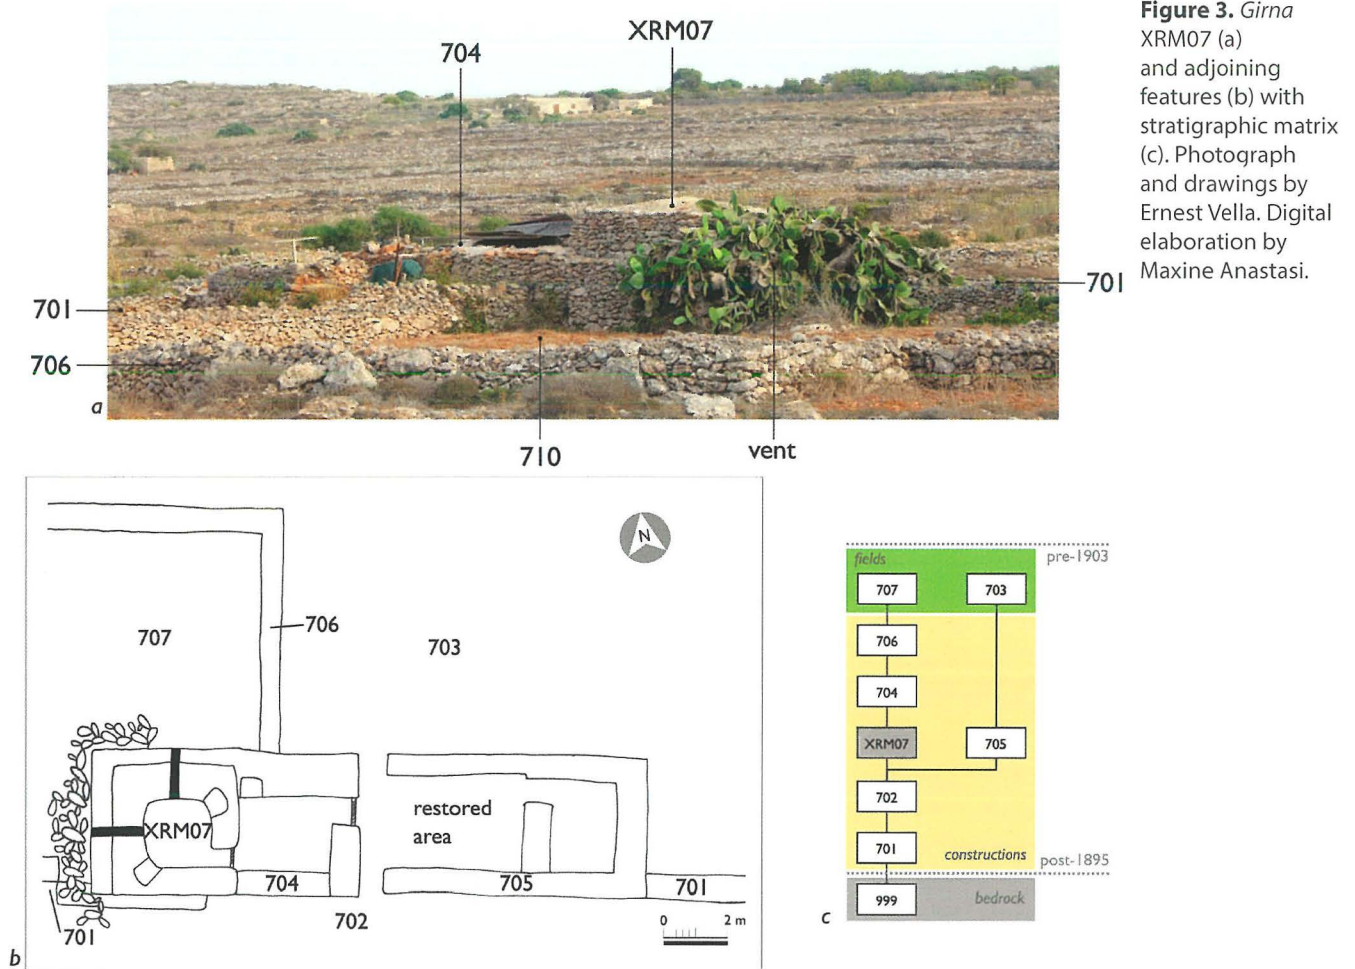 Figure 3. Girna
XRM07 (a)
and adjoining
features (b) with
stratigraphic matrix
(c). Photograph
and drawings by
Ernest Vella. Digital
elaboration by
Maxine Anastasi.
XRM07
704
701
701
706
a
710
vent
N
707
706
703
XRM07
restored
area
704
705
701
702
701
0 2 m
b
pre-1903
fields
707 703
706
704
XRM07 705
702
701
constructions
post-1895
999
bedrock
c